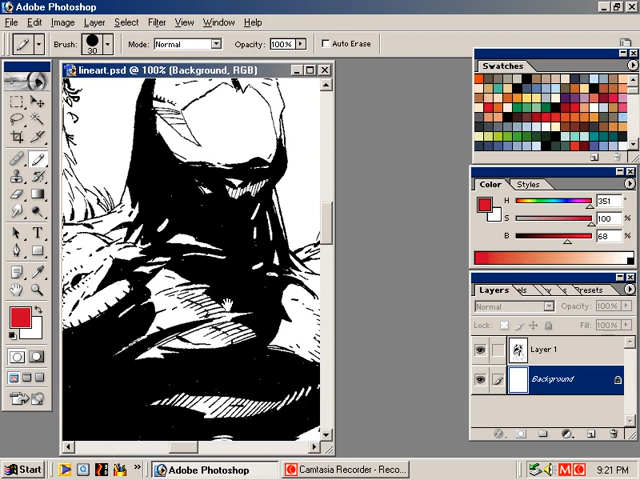 Adobe Photoshop
File Edit Image Layer Select Filter View Window Help
Brush: 30 Mode: Normal Opacity: 100% Auto Erase
lineart.psd @ 100% (Background, RGB)
Swatches
Color Styles
H 351 °
S 100 %
B 68 %
Layers
Normal Opacity: 100%
Lock: Fill: 100%
Layer 1
Background
Start Adobe Photoshop Camtasia Recorder - Reco... 9:21 PM